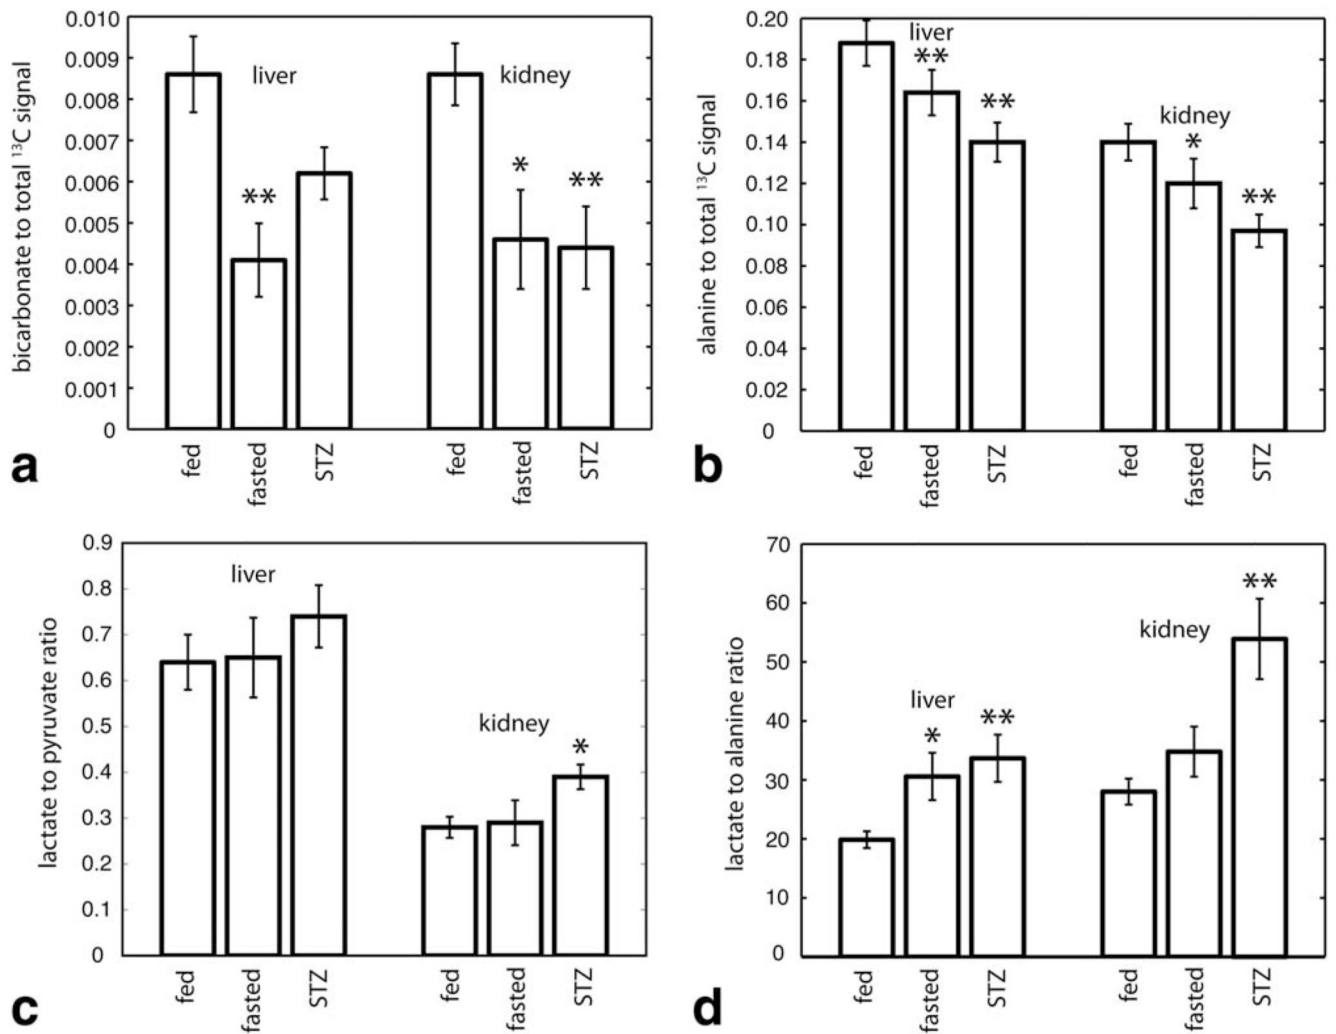 bicarbonate to total ¹³C signal
0.010
0.009
0.008
0.007
0.006
0.005
0.004
0.003
0.002
0.001
0
liver
**
kidney
*
**
fed
fasted
STZ
fed
fasted
STZ
a
alanine to total ¹³C signal
0.20
0.18
0.16
0.14
0.12
0.10
0.08
0.06
0.04
0.02
0
liver
**
**
kidney
*
**
fed
fasted
STZ
fed
fasted
STZ
b
lactate to pyruvate ratio
0.9
0.8
0.7
0.6
0.5
0.4
0.3
0.2
0.1
0
liver
kidney
*
fed
fasted
STZ
fed
fasted
STZ
c
lactate to alanine ratio
70
60
50
40
30
20
10
0
liver
*
**
kidney
**
fed
fasted
STZ
fed
fasted
STZ
d